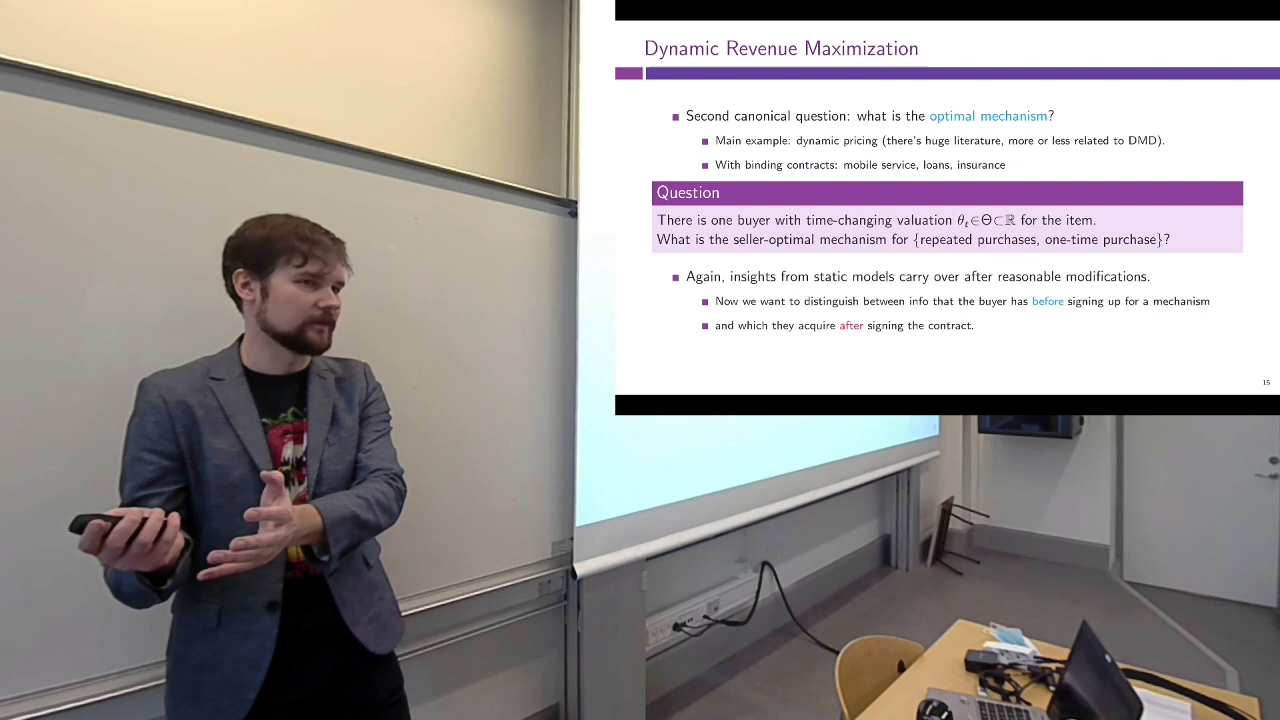 Dynamic Revenue Maximization
Second canonical question: what is the optimal mechanism?
Main example: dynamic pricing (there's huge literature, more or less related to DMD).
With binding contracts: mobile service, loans, insurance
Question
There is one buyer with time-changing valuation θₜ∈Θ⊂ℝ for the item.
What is the seller-optimal mechanism for {repeated purchases, one-time purchase}?
Again, insights from static models carry over after reasonable modifications.
Now we want to distinguish between info that the buyer has before signing up for a mechanism
and which they acquire after signing the contract.
15